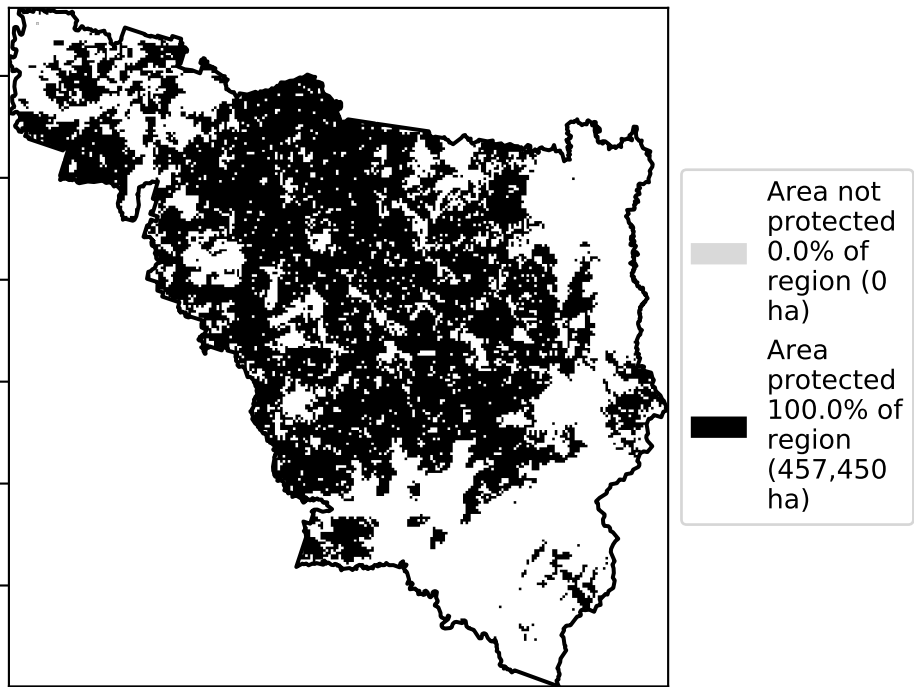 Area not
protected
0.0% of
region (0
ha)
Area
protected
100.0% of
region
(457,450
ha)